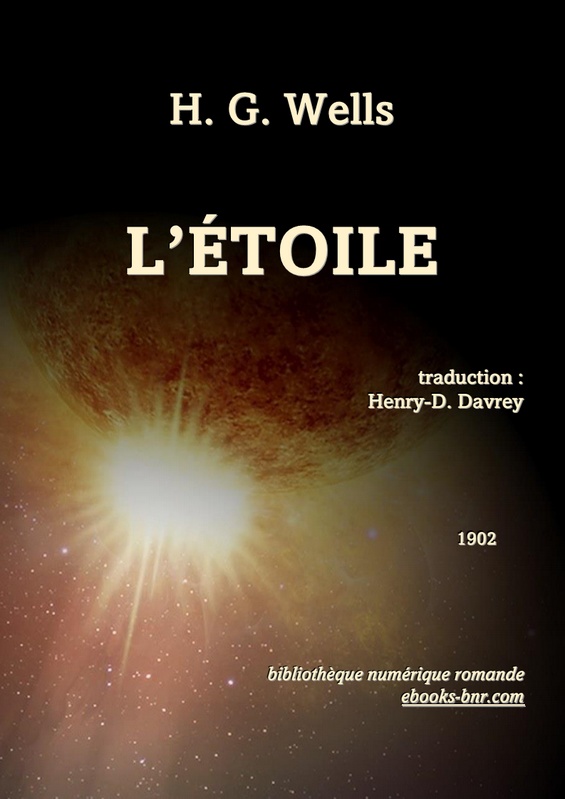 H. G. Wells
L’ÉTOILE
traduction :
Henry-D. Davrey
1902
bibliothèque numérique romande
ebooks-bnr.com